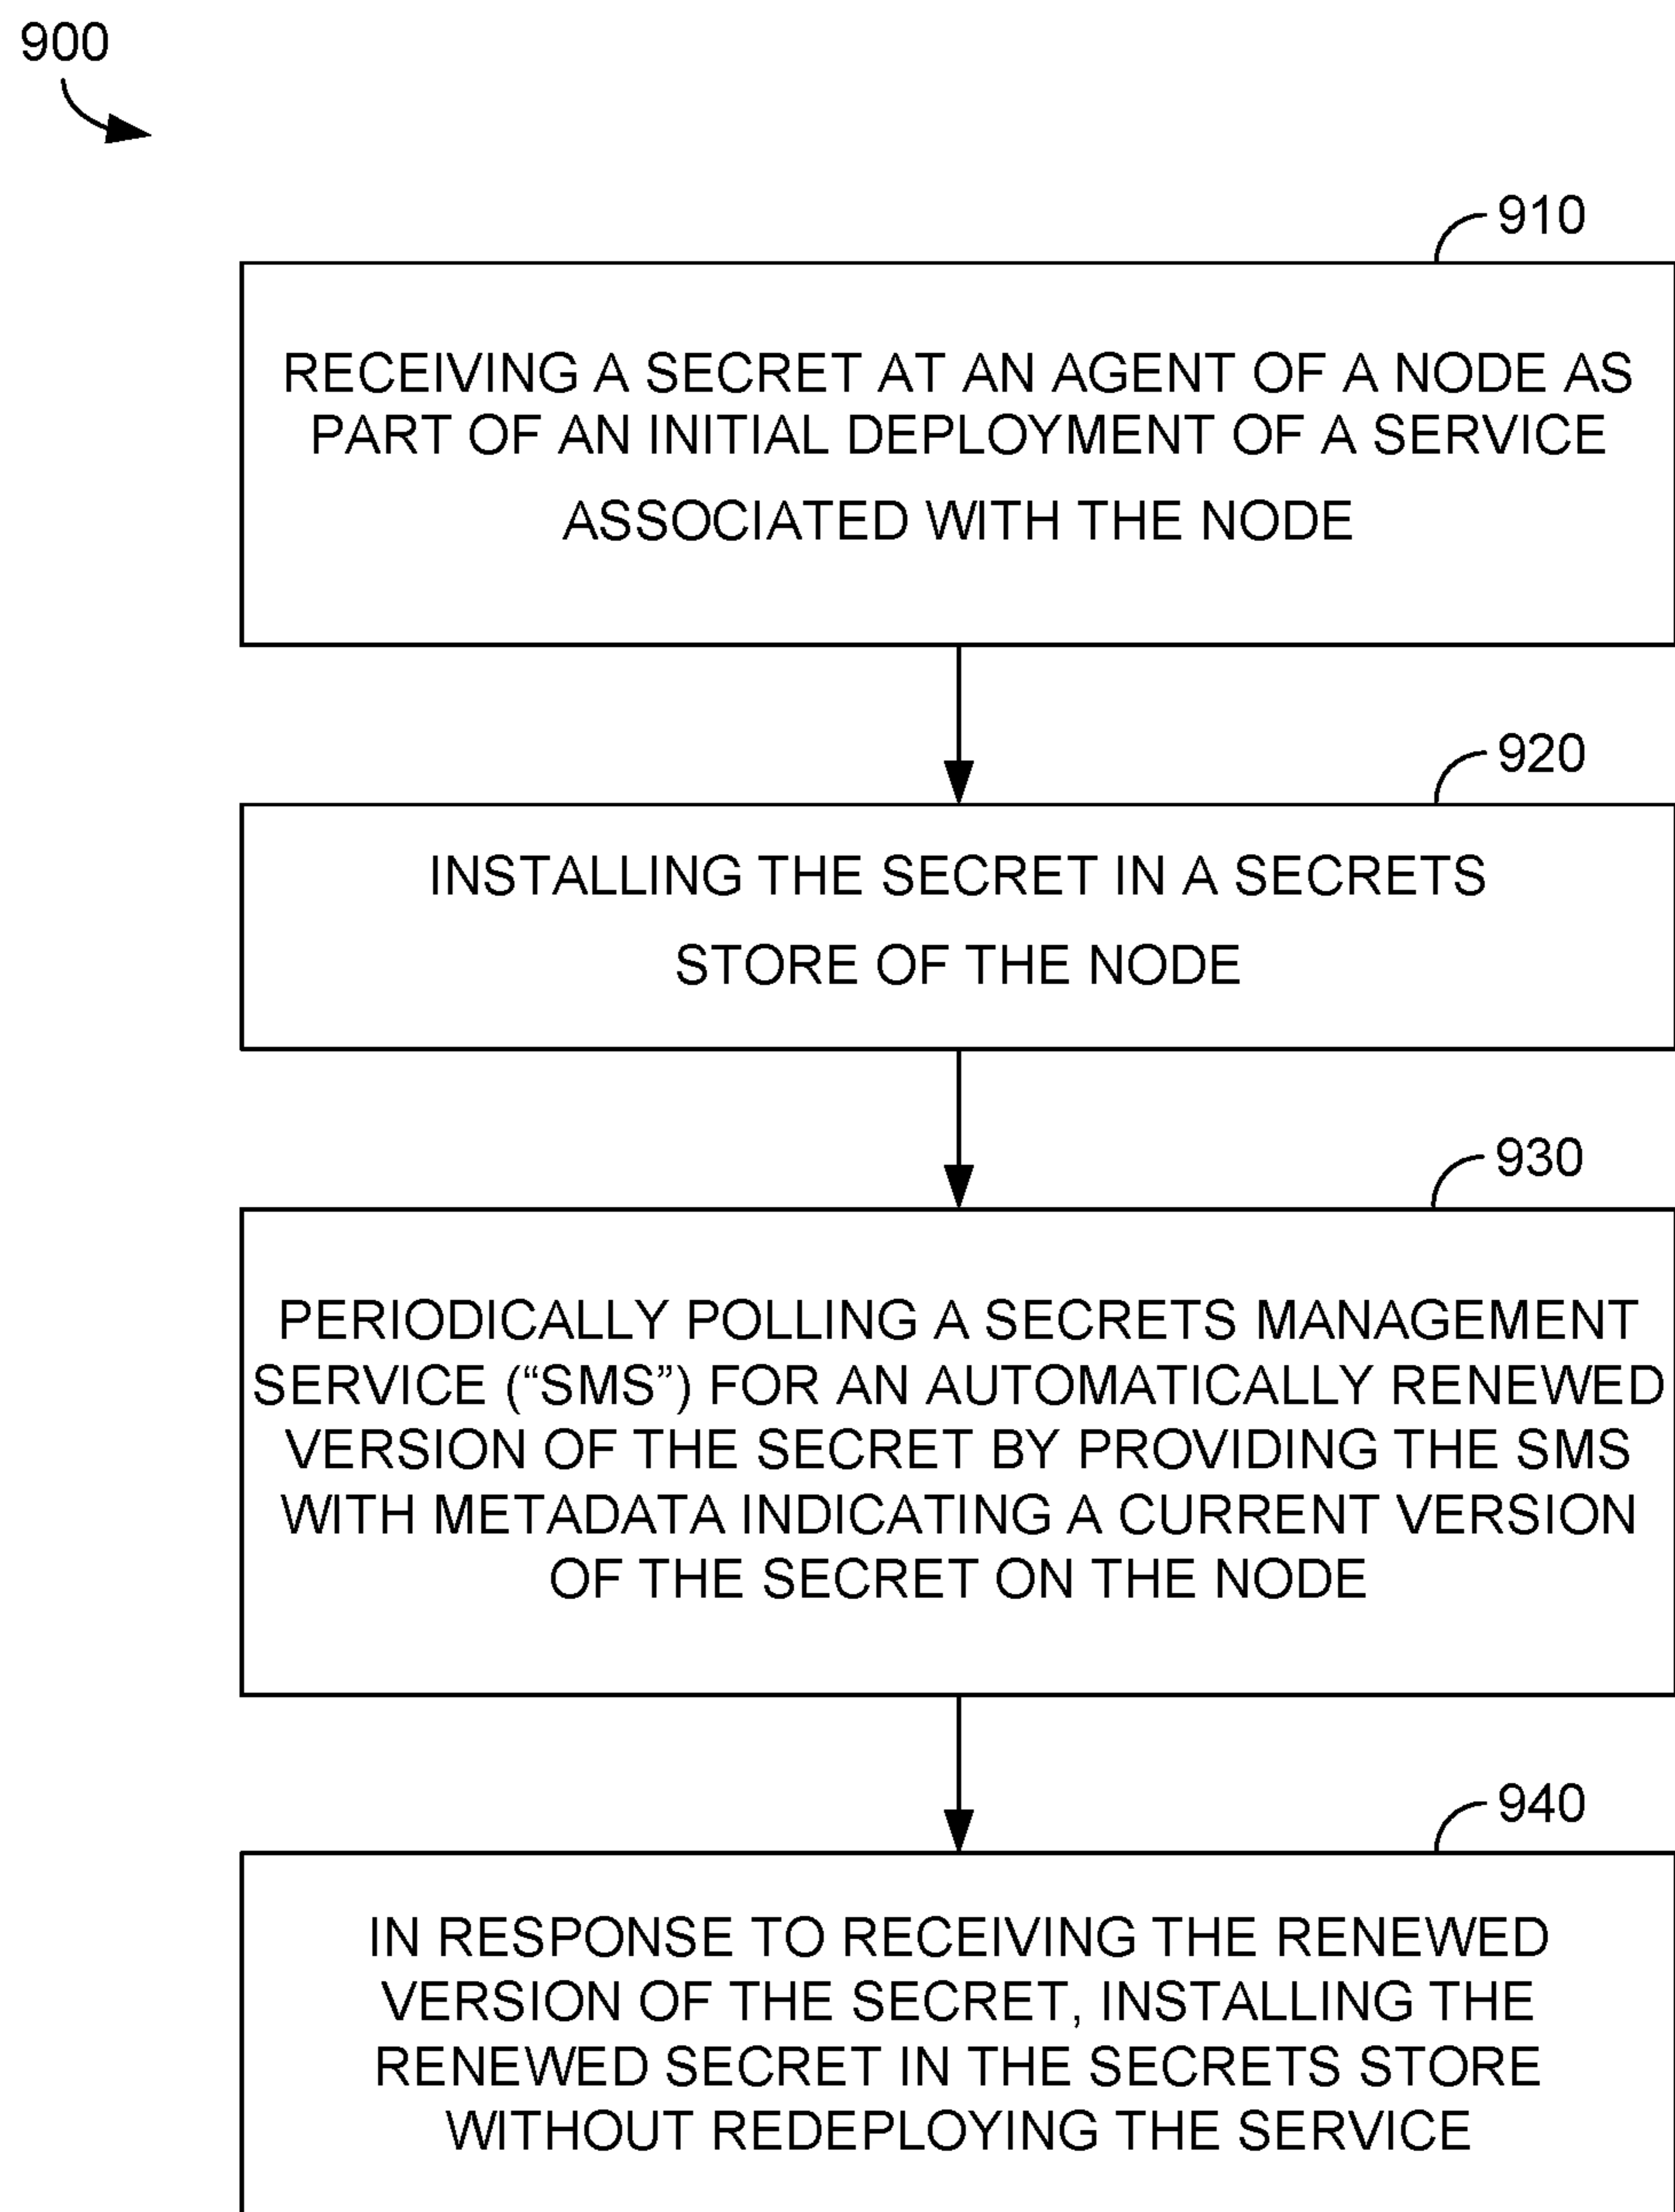 900
910
RECEIVING A SECRET AT AN AGENT OF A NODE AS
PART OF AN INITIAL DEPLOYMENT OF A SERVICE
ASSOCIATED WITH THE NODE
920
INSTALLING THE SECRET IN A SECRETS
STORE OF THE NODE
930
PERIODICALLY POLLING A SECRETS MANAGEMENT
SERVICE (“SMS”) FOR AN AUTOMATICALLY RENEWED
VERSION OF THE SECRET BY PROVIDING THE SMS
WITH METADATA INDICATING A CURRENT VERSION
OF THE SECRET ON THE NODE
940
IN RESPONSE TO RECEIVING THE RENEWED
VERSION OF THE SECRET, INSTALLING THE
RENEWED SECRET IN THE SECRETS STORE
WITHOUT REDEPLOYING THE SERVICE